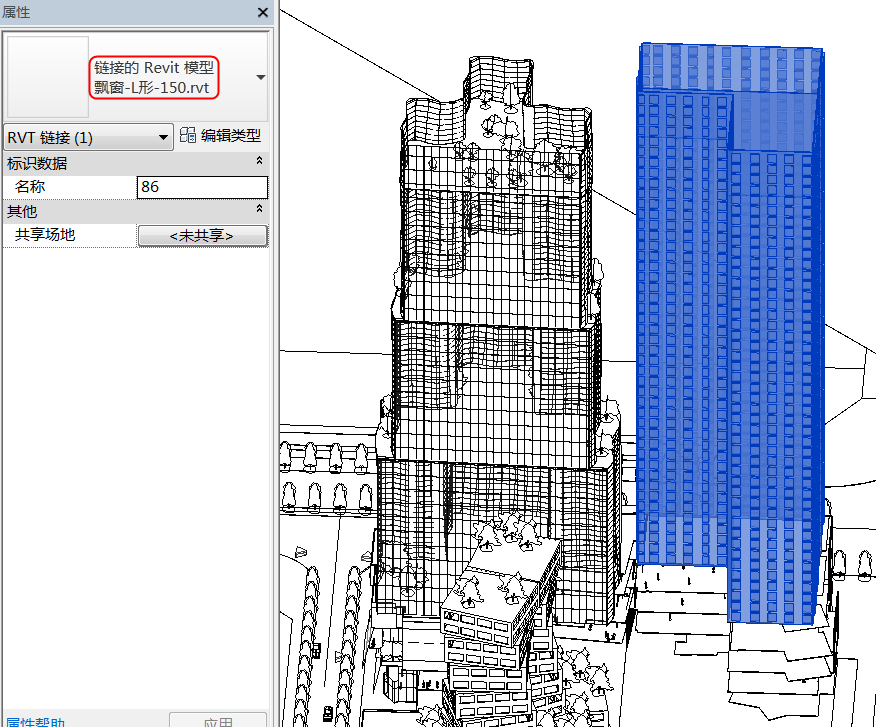 属性
链接的 Revit 模型
飘窗-L形-150.rvt
RVT 链接 (1)
编辑类型
标识数据
名称
86
其他
共享场地
<未共享>
属性帮助
应用